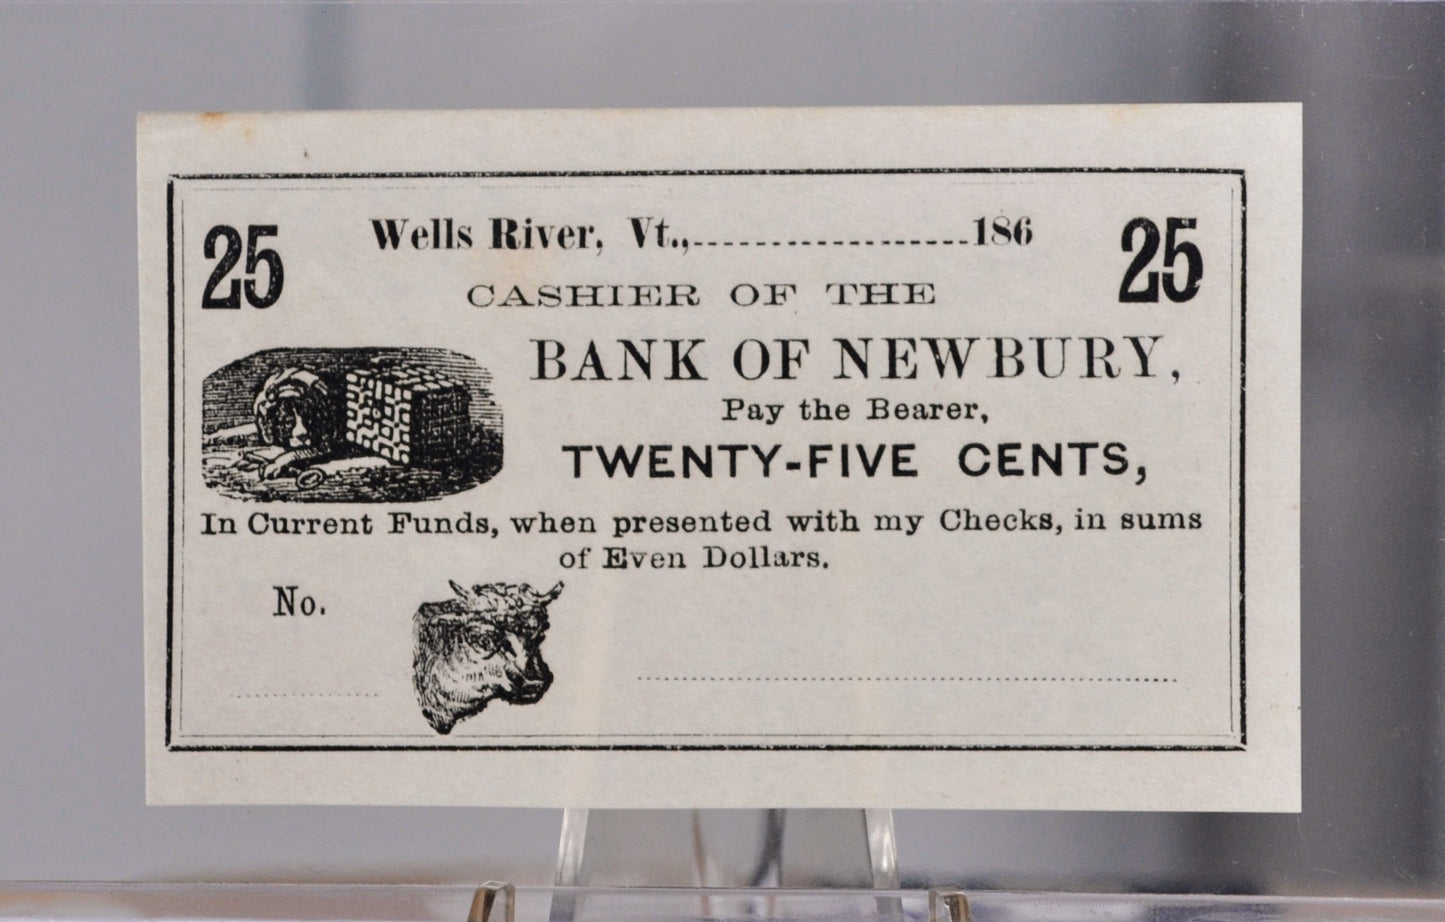 25 Wells River, Vt.,....................186 25
CASHIER OF THE
BANK OF NEWBURY,
Pay the Bearer,
TWENTY-FIVE CENTS,
In Current Funds, when presented with my Checks, in sums
of Even Dollars.
No.